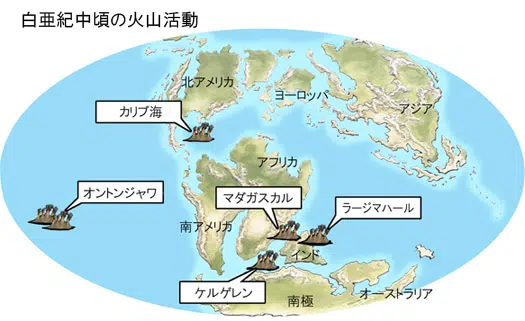 白亜紀中頃の火山活動
北アメリカ
ヨーロッパ
アジア
カリブ海
アフリカ
オントンジャワ
マダガスカル
ラージマハール
南アメリカ
インド
ケルゲレン
南極
オーストラリア